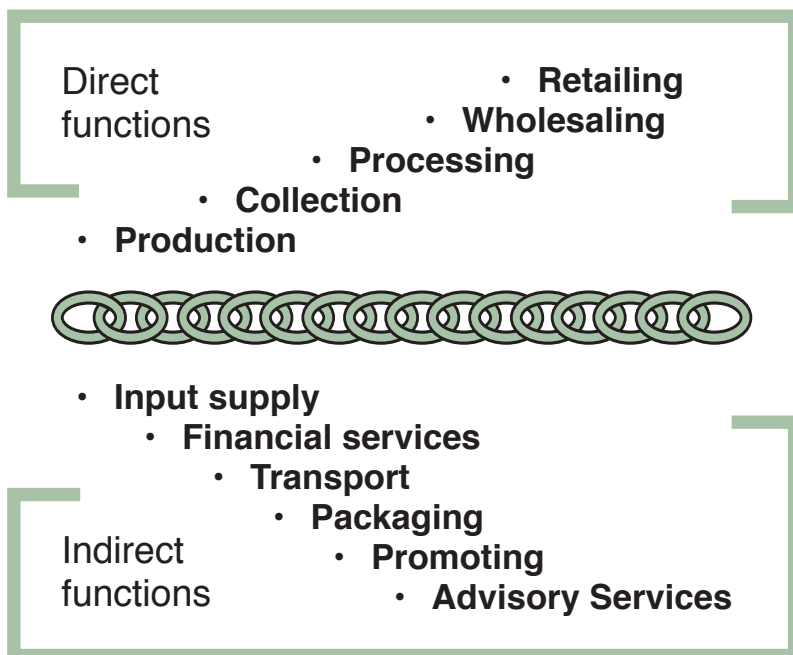 Direct
functions
• Retailing
• Wholesaling
• Processing
• Collection
• Production
• Input supply
• Financial services
• Transport
• Packaging
• Promoting
• Advisory Services
Indirect
functions